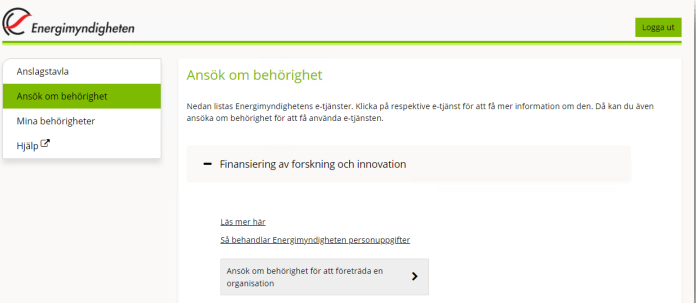 Energimyndigheten
Logga ut
Anslagstavla
Ansök om behörighet
Mina behörigheter
Hjälp
Ansök om behörighet
Nedan listas Energimyndighetens e-tjänster. Klicka på respektive e-tjänst för att få mer information om den. Då kan du även
ansöka om behörighet för att få använda e-tjänsten.
Finansiering av forskning och innovation
Läs mer här
Så behandlar Energimyndigheten personuppgifter
Ansök om behörighet för att företräda en
organisation